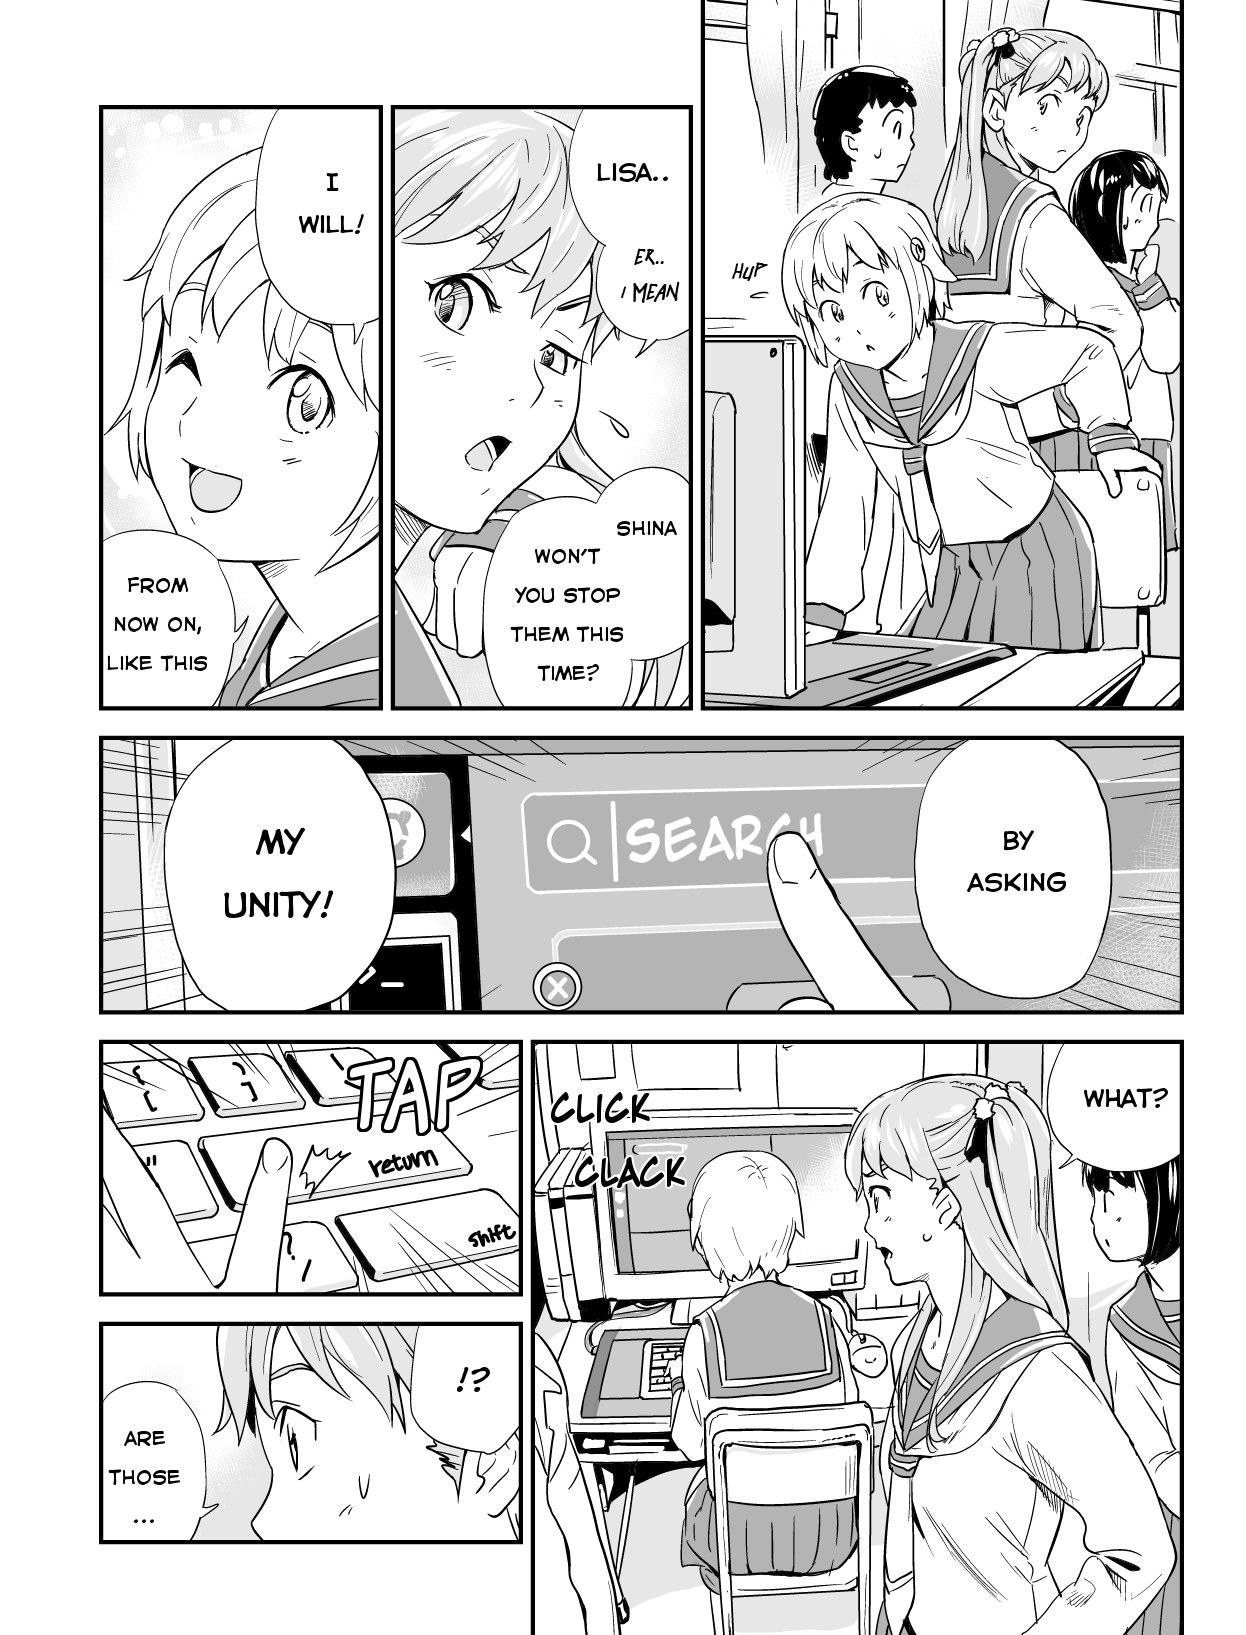 HUP
LISA..
ER..
I MEAN
SHINA
WON'T
YOU STOP
THEM THIS
TIME?
I
WILL!
FROM
NOW ON,
LIKE THIS
BY
ASKING
SEARCH
MY
UNITY!
WHAT?
CLICK
CLACK
TAP
{
[
}
]
"
return
?
/
shift
!?
ARE
THOSE
...